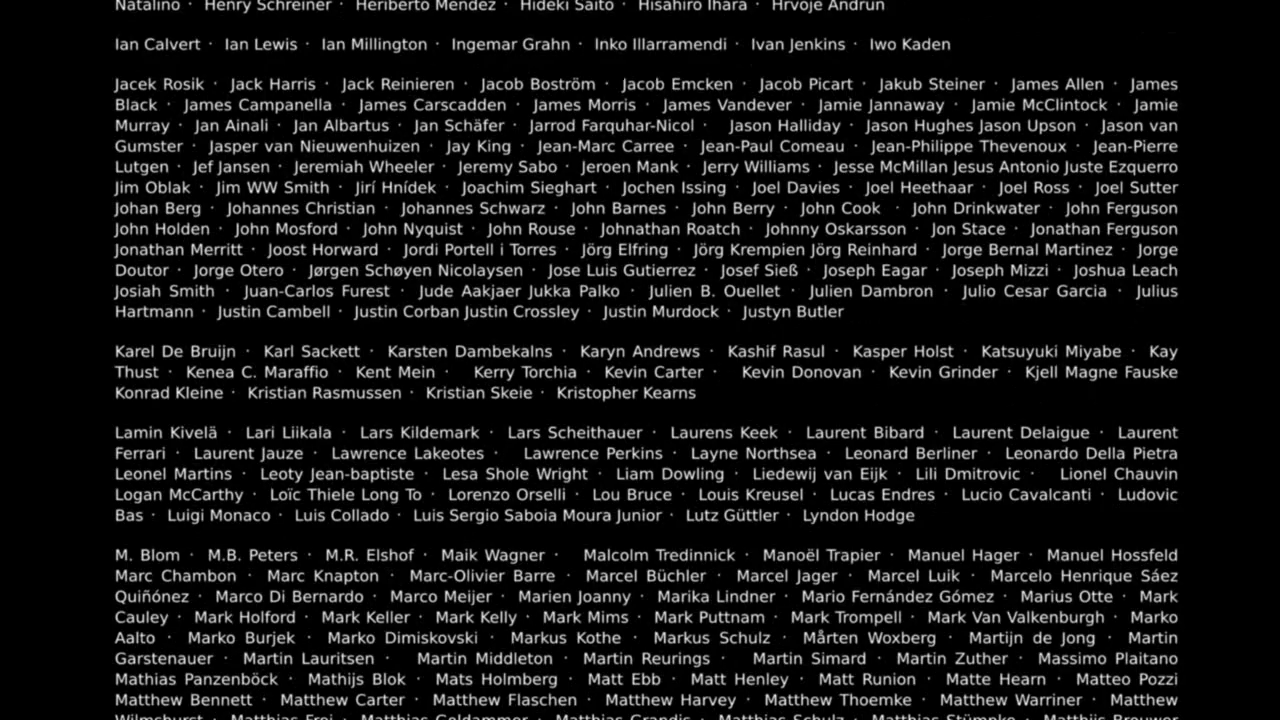 Natalino · Henry Schreiner · Heriberto Mendez · Hideki Saito · Hisahiro Ihara · Hrvoje Andrun
Ian Calvert · Ian Lewis · Ian Millington · Ingemar Grahn · Inko Illarramendi · Ivan Jenkins · Iwo Kaden
Jacek Rosik · Jack Harris · Jack Reinieren · Jacob Boström · Jacob Emcken · Jacob Picart · Jakub Steiner · James Allen · James
Black · James Campanella · James Carscadden · James Morris · James Vandever · Jamie Jannaway · Jamie McClintock · Jamie
Murray · Jan Ainali · Jan Albartus · Jan Schäfer · Jarrod Farquhar-Nicol · Jason Halliday · Jason Hughes Jason Upson · Jason van
Gumster · Jasper van Nieuwenhuizen · Jay King · Jean-Marc Carree · Jean-Paul Comeau · Jean-Philippe Thevenoux · Jean-Pierre
Lutgen · Jef Jansen · Jeremiah Wheeler · Jeremy Sabo · Jeroen Mank · Jerry Williams · Jesse McMillan Jesus Antonio Juste Ezquerro
Jim Oblak · Jim WW Smith · Jirí Hnídek · Joachim Sieghart · Jochen Issing · Joel Davies · Joel Heethaar · Joel Ross · Joel Sutter
Johan Berg · Johannes Christian · Johannes Schwarz · John Barnes · John Berry · John Cook · John Drinkwater · John Ferguson
John Holden · John Mosford · John Nyquist · John Rouse · Johnathan Roatch · Johnny Oskarsson · Jon Stace · Jonathan Ferguson
Jonathan Merritt · Joost Horward · Jordi Portell i Torres · Jörg Elfring · Jörg Krempien Jörg Reinhard · Jorge Bernal Martinez · Jorge
Doutor · Jorge Otero · Jørgen Schøyen Nicolaysen · Jose Luis Gutierrez · Josef Sieß · Joseph Eagar · Joseph Mizzi · Joshua Leach
Josiah Smith · Juan-Carlos Furest · Jude Aakjaer Jukka Palko · Julien B. Ouellet · Julien Dambron · Julio Cesar Garcia · Julius
Hartmann · Justin Cambell · Justin Corban Justin Crossley · Justin Murdock · Justyn Butler
Karel De Bruijn · Karl Sackett · Karsten Dambekalns · Karyn Andrews · Kashif Rasul · Kasper Holst · Katsuyuki Miyabe · Kay
Thust · Kenea C. Maraffio · Kent Mein · Kerry Torchia · Kevin Carter · Kevin Donovan · Kevin Grinder · Kjell Magne Fauske
Konrad Kleine · Kristian Rasmussen · Kristian Skeie · Kristopher Kearns
Lamin Kivelä · Lari Liikala · Lars Kildemark · Lars Scheithauer · Laurens Keek · Laurent Bibard · Laurent Delaigue · Laurent
Ferrari · Laurent Jauze · Lawrence Lakeotes · Lawrence Perkins · Layne Northsea · Leonard Berliner · Leonardo Della Pietra
Leonel Martins · Leoty Jean-baptiste · Lesa Shole Wright · Liam Dowling · Liedewij van Eijk · Lili Dmitrovic · Lionel Chauvin
Logan McCarthy · Loïc Thiele Long To · Lorenzo Orselli · Lou Bruce · Louis Kreusel · Lucas Endres · Lucio Cavalcanti · Ludovic
Bas · Luigi Monaco · Luis Collado · Luis Sergio Saboia Moura Junior · Lutz Güttler · Lyndon Hodge
M. Blom · M.B. Peters · M.R. Elshof · Maik Wagner · Malcolm Tredinnick · Manoël Trapier · Manuel Hager · Manuel Hossfeld
Marc Chambon · Marc Knapton · Marc-Olivier Barre · Marcel Büchler · Marcel Jager · Marcel Luik · Marcelo Henrique Sáez
Quiñónez · Marco Di Bernardo · Marco Meijer · Marien Joanny · Marika Lindner · Mario Fernández Gómez · Marius Otte · Mark
Cauley · Mark Holford · Mark Keller · Mark Kelly · Mark Mims · Mark Puttnam · Mark Trompell · Mark Van Valkenburgh · Marko
Aalto · Marko Burjek · Marko Dimiskovski · Markus Kothe · Markus Schulz · Mårten Woxberg · Martijn de Jong · Martin
Garstenauer · Martin Lauritsen · Martin Middleton · Martin Reurings · Martin Simard · Martin Zuther · Massimo Plaitano
Mathias Panzenböck · Mathijs Blok · Mats Holmberg · Matt Ebb · Matt Henley · Matt Runion · Matte Hearn · Matteo Pozzi
Matthew Bennett · Matthew Carter · Matthew Flaschen · Matthew Harvey · Matthew Thoemke · Matthew Warriner · Matthew
Wilmshurst · Matthias Frei · Matthias Geldammer · Matthias Grandis · Matthias Schulz · Matthias Stümpke · Matthijs Brouwer